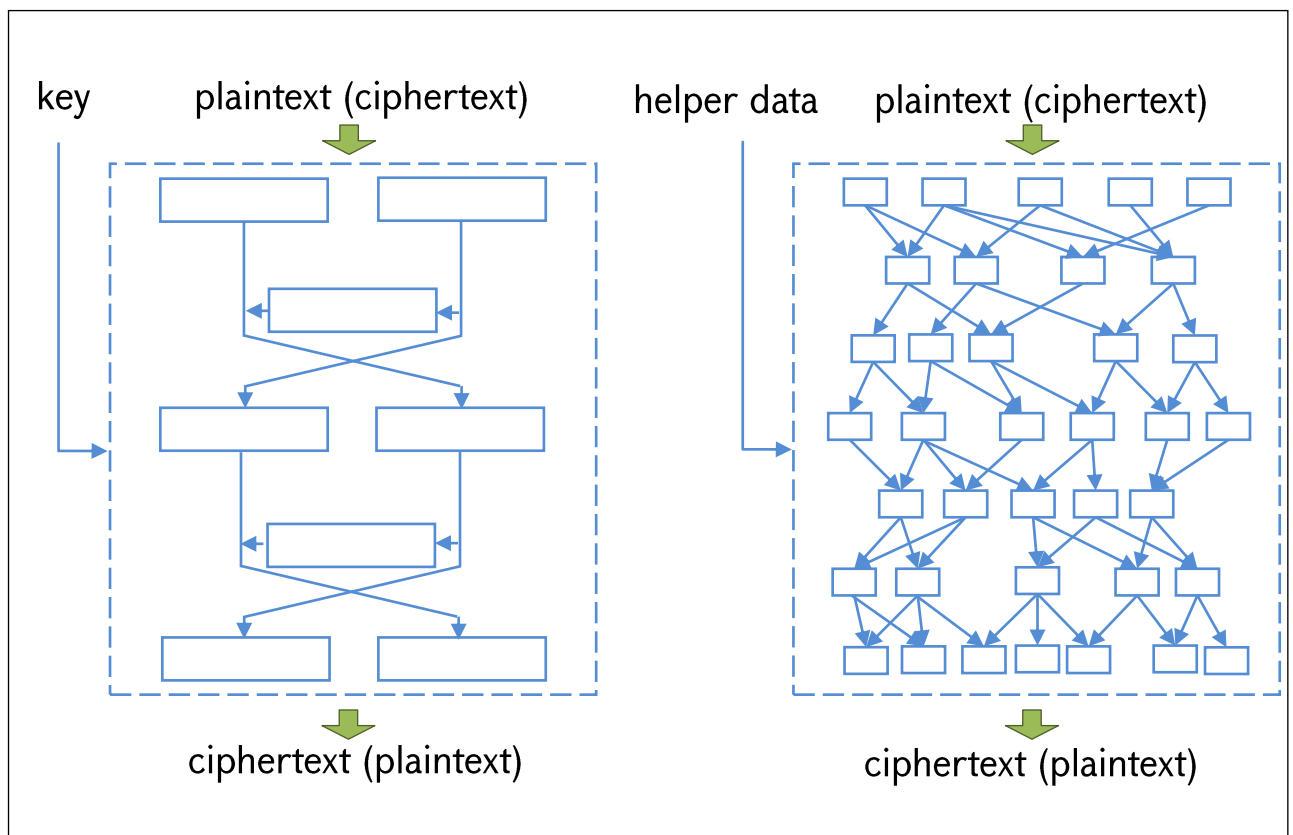 key
plaintext (ciphertext)
helper data
plaintext (ciphertext)
ciphertext (plaintext)
ciphertext (plaintext)